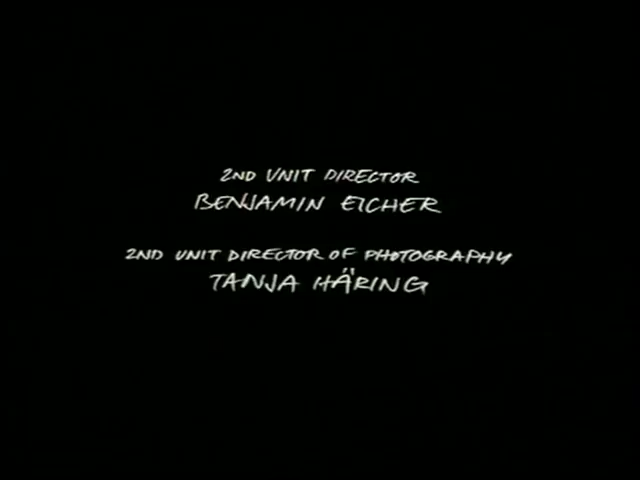 2ND UNIT DIRECTOR
BENJAMIN EICHER
2ND UNIT DIRECTOR OF PHOTOGRAPHY
TANJA HÄRING